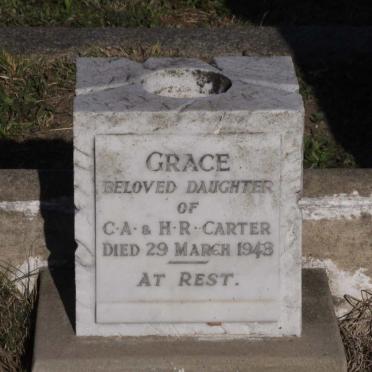 GRACE
BELOVED DAUGHTER
OF
C·A· & H·R· CARTER
DIED 29 MARCH 1943
AT REST.